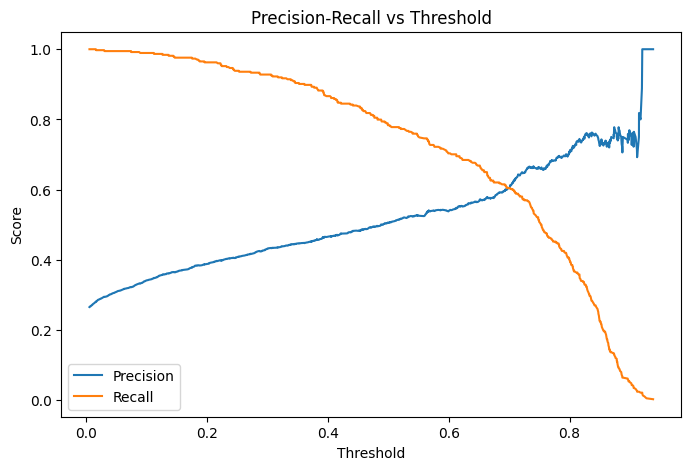 Precision-Recall vs Threshold
1.0
0.8
0.6
0.4
0.2
0.0
Score
Precision
Recall
0.0 0.2 0.4 0.6 0.8
Threshold